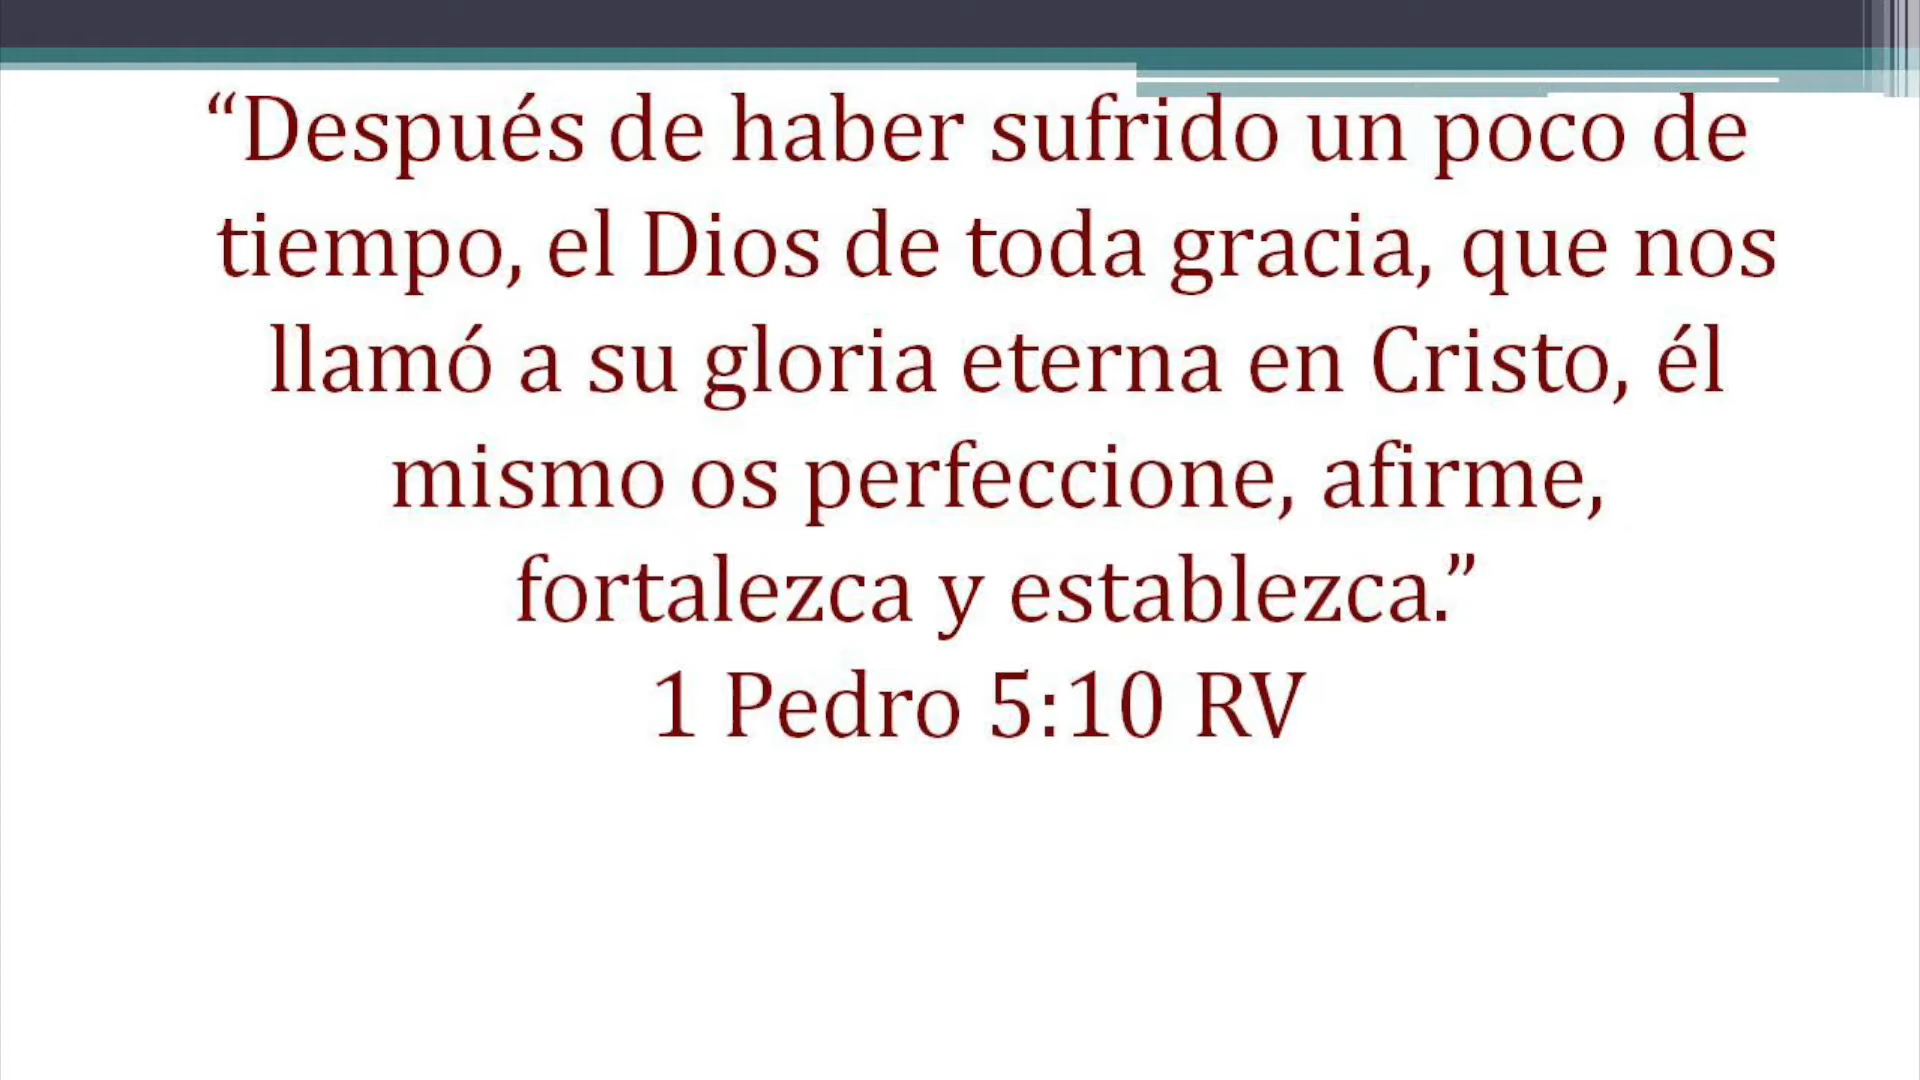 “Después de haber sufrido un poco de
tiempo, el Dios de toda gracia, que nos
llamó a su gloria eterna en Cristo, él
mismo os perfeccione, afirme,
fortalezca y establezca.”
1 Pedro 5:10 RV